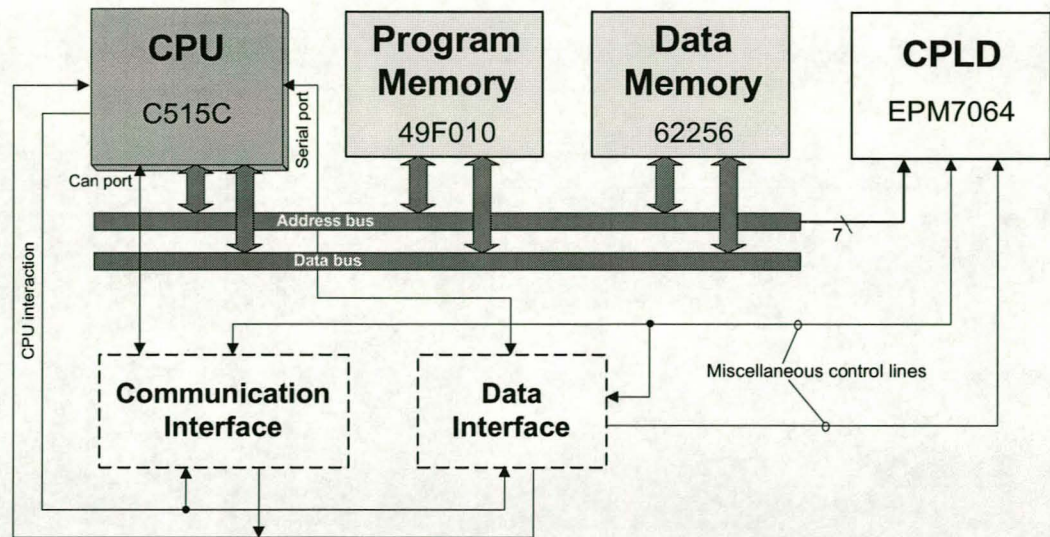 CPU
C515C
Program
Memory
49F010
Data
Memory
62256
CPLD
EPM7064
Serial port
Can port
Address bus
7
Data bus
CPU interaction
Communication
Interface
Data
Interface
Miscellaneous control lines